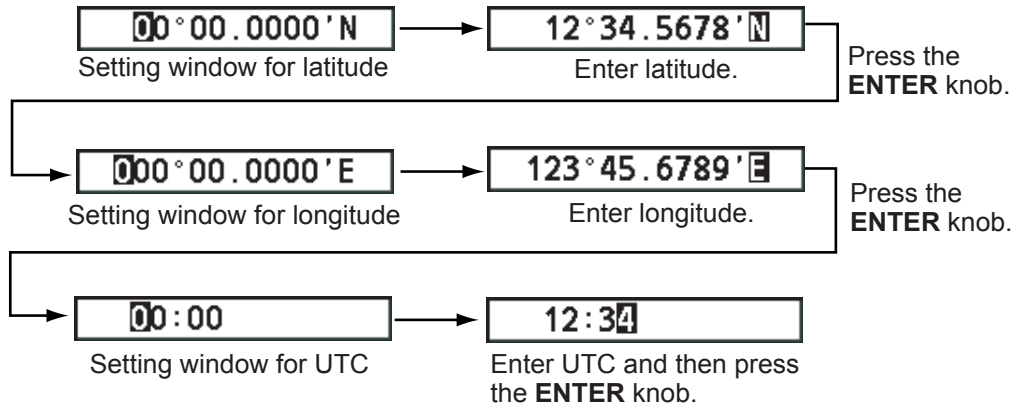 00°00.0000'N
12°34.5678'N
Setting window for latitude
Enter latitude.
Press the
ENTER knob.
000°00.0000'E
123°45.6789'E
Setting window for longitude
Enter longitude.
Press the
ENTER knob.
00:00
12:34
Setting window for UTC
Enter UTC and then press
the ENTER knob.